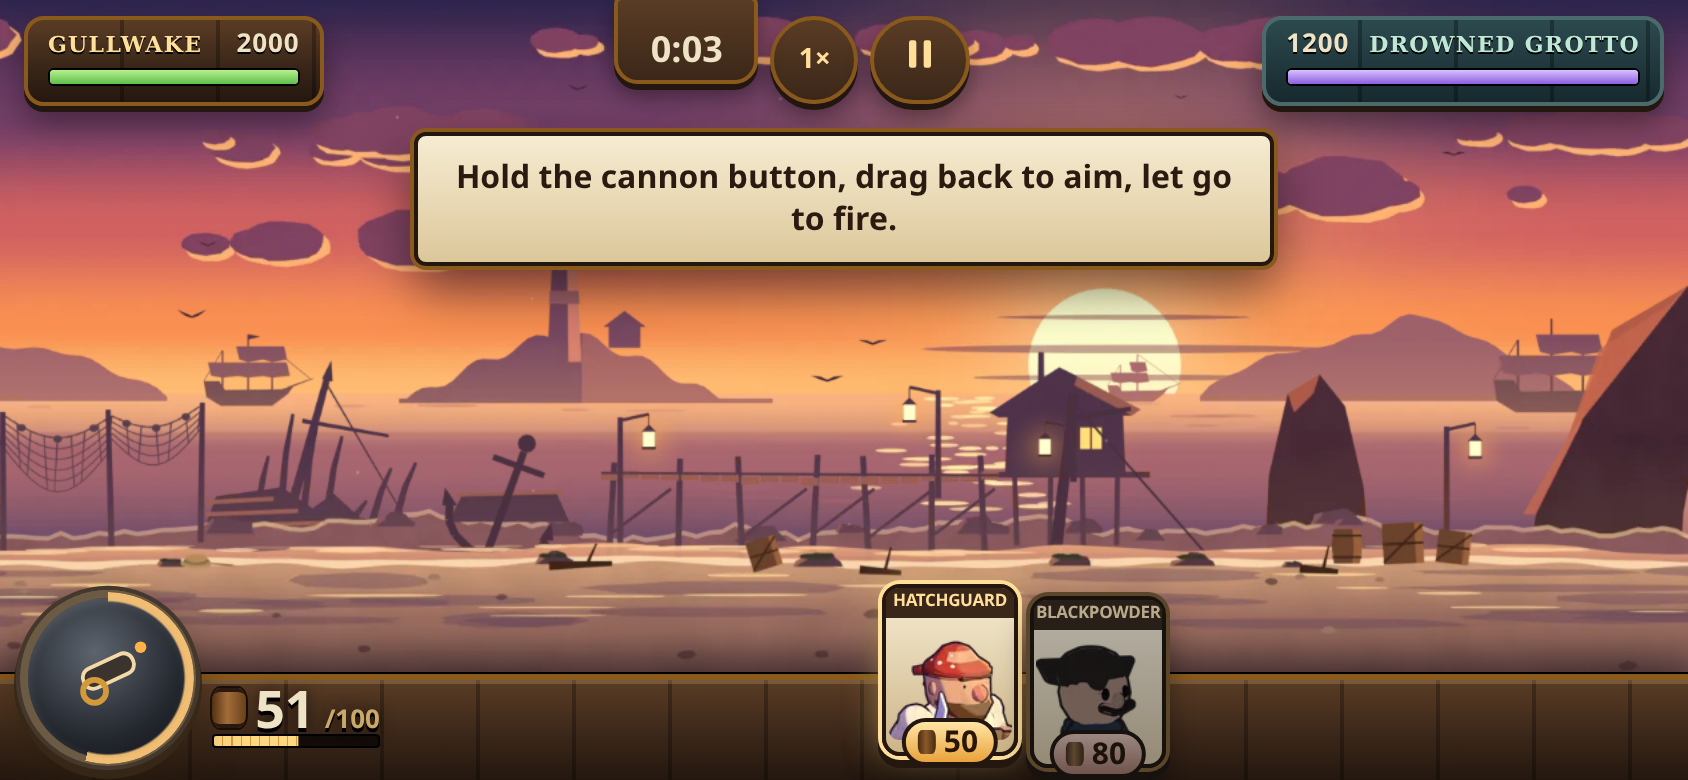 GULLWAKE 2000
0:03
1×
1200 DROWNED GROTTO
Hold the cannon button, drag back to aim, let go
to fire.
HATCHGUARD
BLACKPOWDER
51 /100
50
80